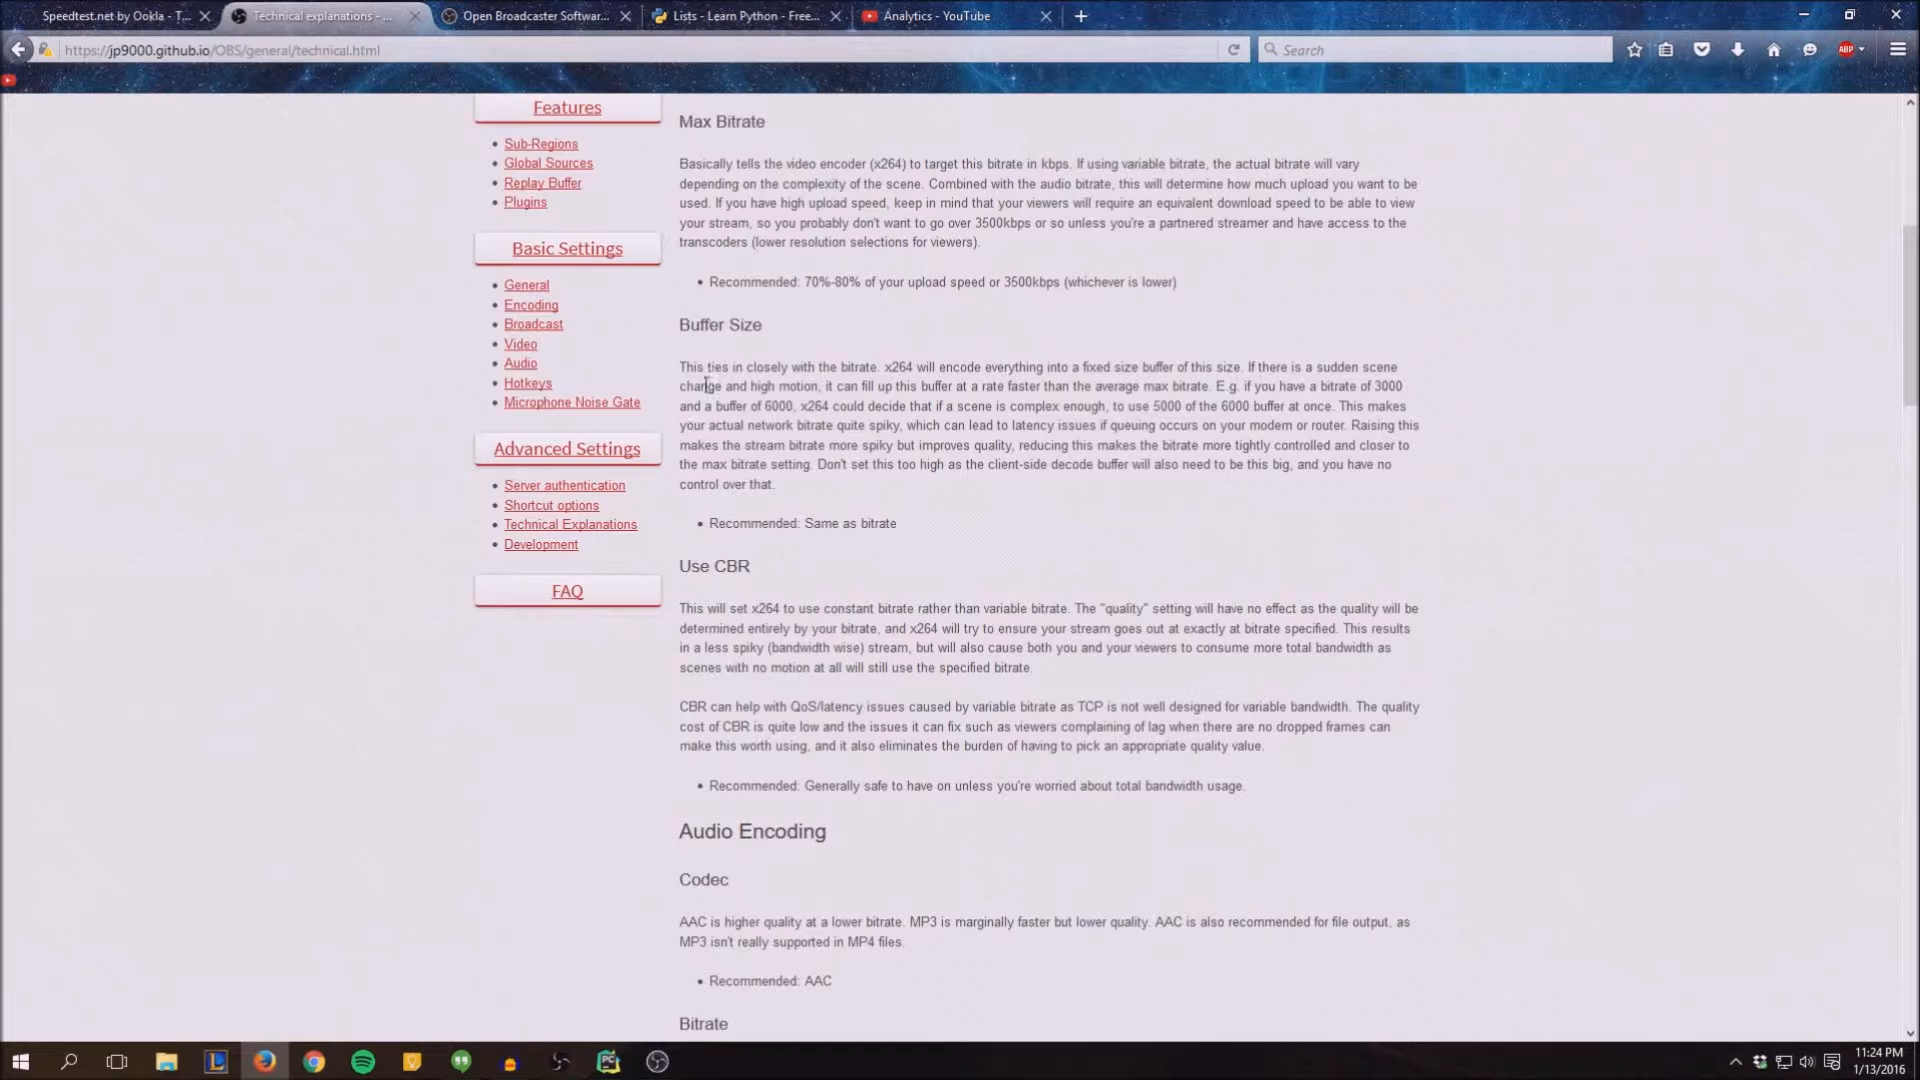 Speedtest.net by Ookla - T...
Technical explanations - ...
Open Broadcaster Softwar...
Lists - Learn Python - Free...
Analytics - YouTube
https://jp9000.github.io/OBS/general/technical.html
Search
ABP
Features
Sub-Regions
Global Sources
Replay Buffer
Plugins
Basic Settings
General
Encoding
Broadcast
Video
Audio
Hotkeys
Microphone Noise Gate
Advanced Settings
Server authentication
Shortcut options
Technical Explanations
Development
FAQ
Max Bitrate
Basically tells the video encoder (x264) to target this bitrate in kbps. If using variable bitrate, the actual bitrate will vary
depending on the complexity of the scene. Combined with the audio bitrate, this will determine how much upload you want to be
used. If you have high upload speed, keep in mind that your viewers will require an equivalent download speed to be able to view
your stream, so you probably don't want to go over 3500kbps or so unless you're a partnered streamer and have access to the
transcoders (lower resolution selections for viewers).
Recommended: 70%-80% of your upload speed or 3500kbps (whichever is lower)
Buffer Size
This ties in closely with the bitrate. x264 will encode everything into a fixed size buffer of this size. If there is a sudden scene
change and high motion, it can fill up this buffer at a rate faster than the average max bitrate. E.g. if you have a bitrate of 3000
and a buffer of 6000, x264 could decide that if a scene is complex enough, to use 5000 of the 6000 buffer at once. This makes
your actual network bitrate quite spiky, which can lead to latency issues if queuing occurs on your modem or router. Raising this
makes the stream bitrate more spiky but improves quality, reducing this makes the bitrate more tightly controlled and closer to
the max bitrate setting. Don't set this too high as the client-side decode buffer will also need to be this big, and you have no
control over that.
Recommended: Same as bitrate
Use CBR
This will set x264 to use constant bitrate rather than variable bitrate. The "quality" setting will have no effect as the quality will be
determined entirely by your bitrate, and x264 will try to ensure your stream goes out at exactly at bitrate specified. This results
in a less spiky (bandwidth wise) stream, but will also cause both you and your viewers to consume more total bandwidth as
scenes with no motion at all will still use the specified bitrate.
CBR can help with QoS/latency issues caused by variable bitrate as TCP is not well designed for variable bandwidth. The quality
cost of CBR is quite low and the issues it can fix such as viewers complaining of lag when there are no dropped frames can
make this worth using, and it also eliminates the burden of having to pick an appropriate quality value.
Recommended: Generally safe to have on unless you're worried about total bandwidth usage.
Audio Encoding
Codec
AAC is higher quality at a lower bitrate. MP3 is marginally faster but lower quality. AAC is also recommended for file output, as
MP3 isn't really supported in MP4 files.
Recommended: AAC
Bitrate
PC
11:24 PM
1/13/2016